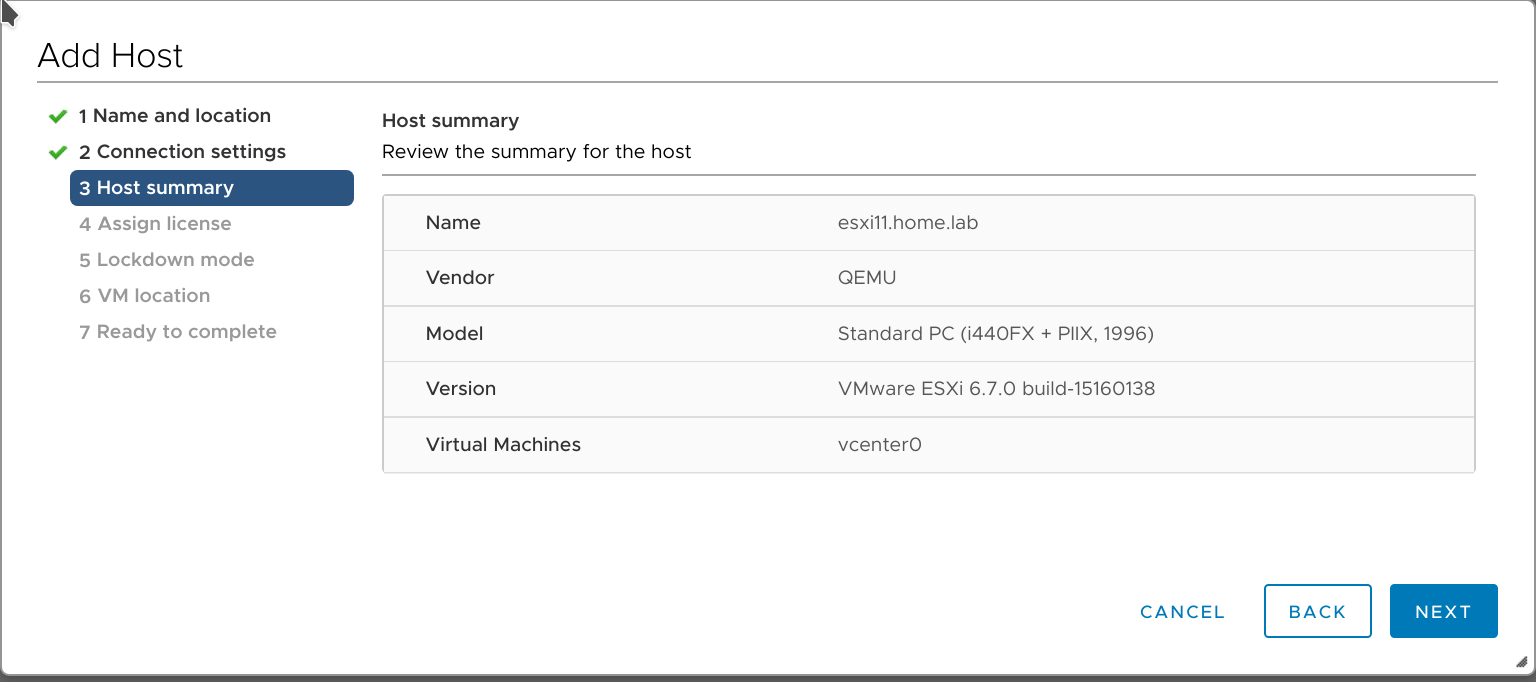 Add Host
1 Name and location
2 Connection settings
3 Host summary
4 Assign license
5 Lockdown mode
6 VM location
7 Ready to complete
Host summary
Review the summary for the host
Name esxi11.home.lab
Vendor QEMU
Model Standard PC (i440FX + PIIX, 1996)
Version VMware ESXi 6.7.0 build-15160138
Virtual Machines vcenter0
CANCEL BACK NEXT